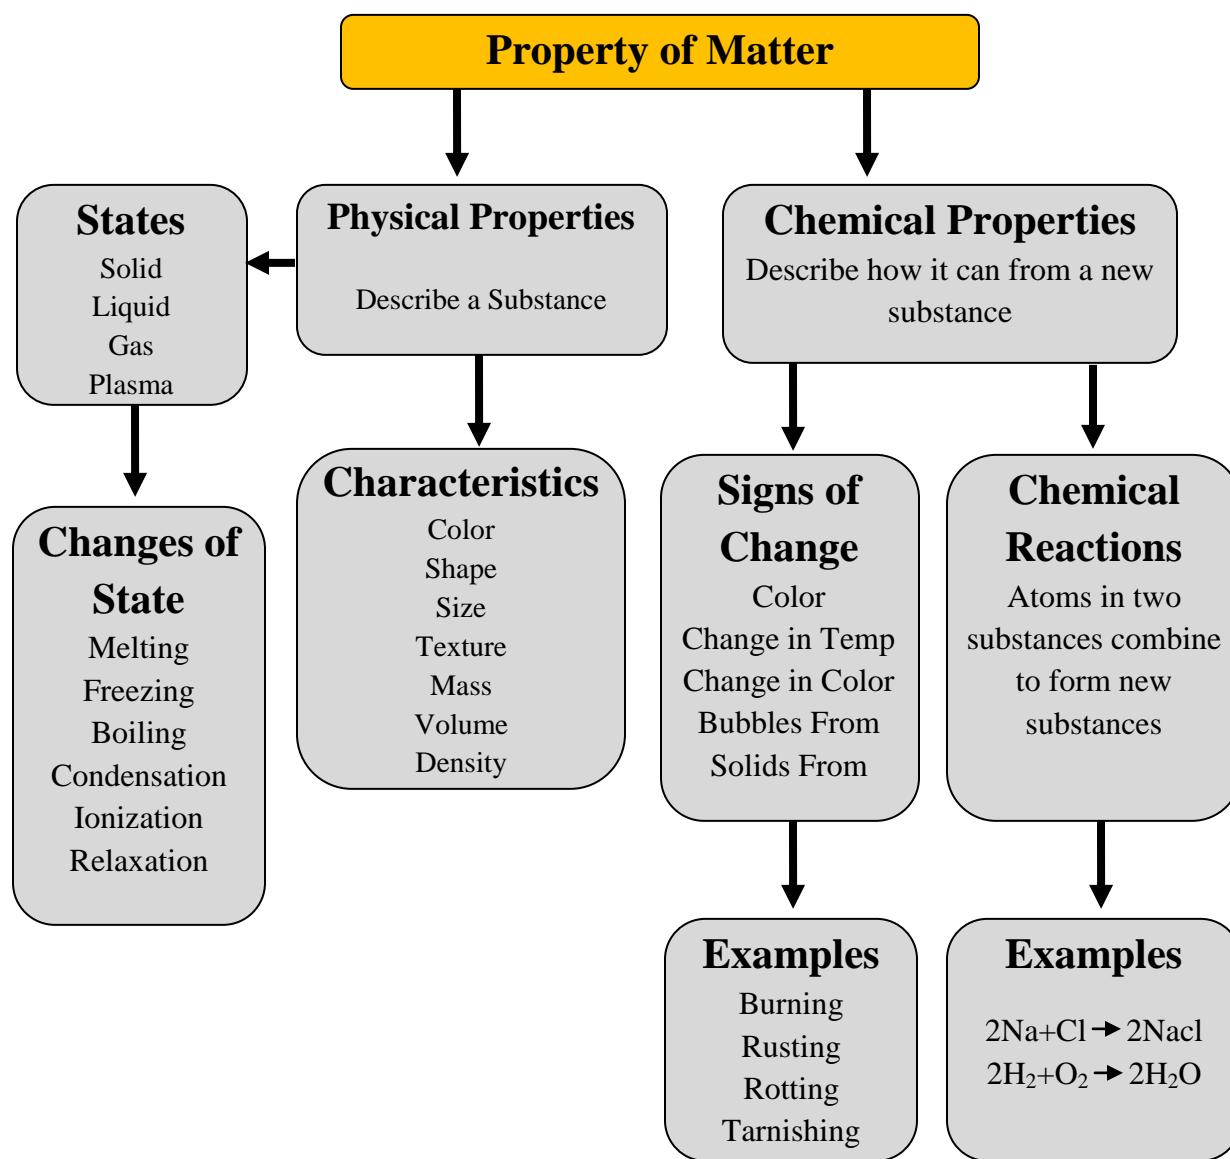 Property of Matter
States
Solid
Liquid
Gas
Plasma
Physical Properties
Describe a Substance
Chemical Properties
Describe how it can from a new
substance
Changes of
State
Melting
Freezing
Boiling
Condensation
Ionization
Relaxation
Characteristics
Color
Shape
Size
Texture
Mass
Volume
Density
Signs of
Change
Color
Change in Temp
Change in Color
Bubbles From
Solids From
Chemical
Reactions
Atoms in two
substances combine
to form new
substances
Examples
Burning
Rusting
Rotting
Tarnishing
Examples
2Na+Cl→2Nacl
2H₂+O₂→2H₂O